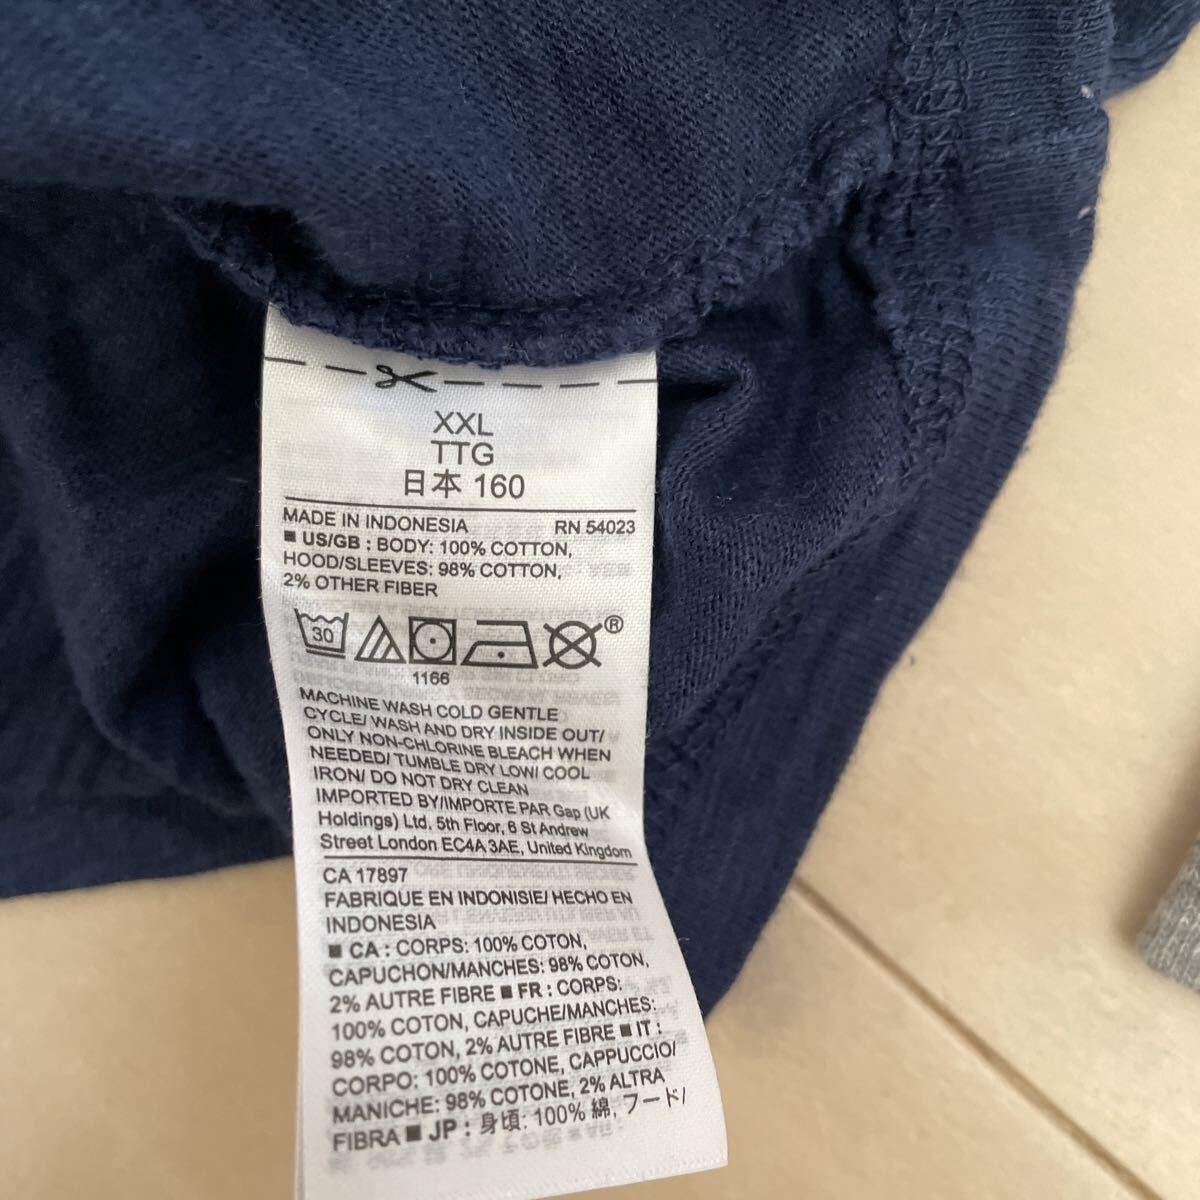 XXL
TTG
日本 160
MADE IN INDONESIA RN 54023
■ US/GB : BODY: 100% COTTON,
HOOD/SLEEVES: 98% COTTON,
2% OTHER FIBER
30 ®
1166
MACHINE WASH COLD GENTLE
CYCLE/ WASH AND DRY INSIDE OUT/
ONLY NON-CHLORINE BLEACH WHEN
NEEDED/ TUMBLE DRY LOW/ COOL
IRON/ DO NOT DRY CLEAN
IMPORTED BY/IMPORTE PAR Gap (UK
Holdings) Ltd. 5th Floor, 6 St Andrew
Street London EC4A 3AE, United Kingdom
CA 17897
FABRIQUE EN INDONISIE/ HECHO EN
INDONESIA
■ CA : CORPS: 100% COTON,
CAPUCHON/MANCHES: 98% COTON,
2% AUTRE FIBRE ■ FR : CORPS:
100% COTON, CAPUCHE/MANCHES:
98% COTON, 2% AUTRE FIBRE ■ IT :
CORPO: 100% COTONE, CAPPUCCIO/
MANICHE: 98% COTONE, 2% ALTRA
FIBRA ■ JP : 身頃: 100% 綿, フード/